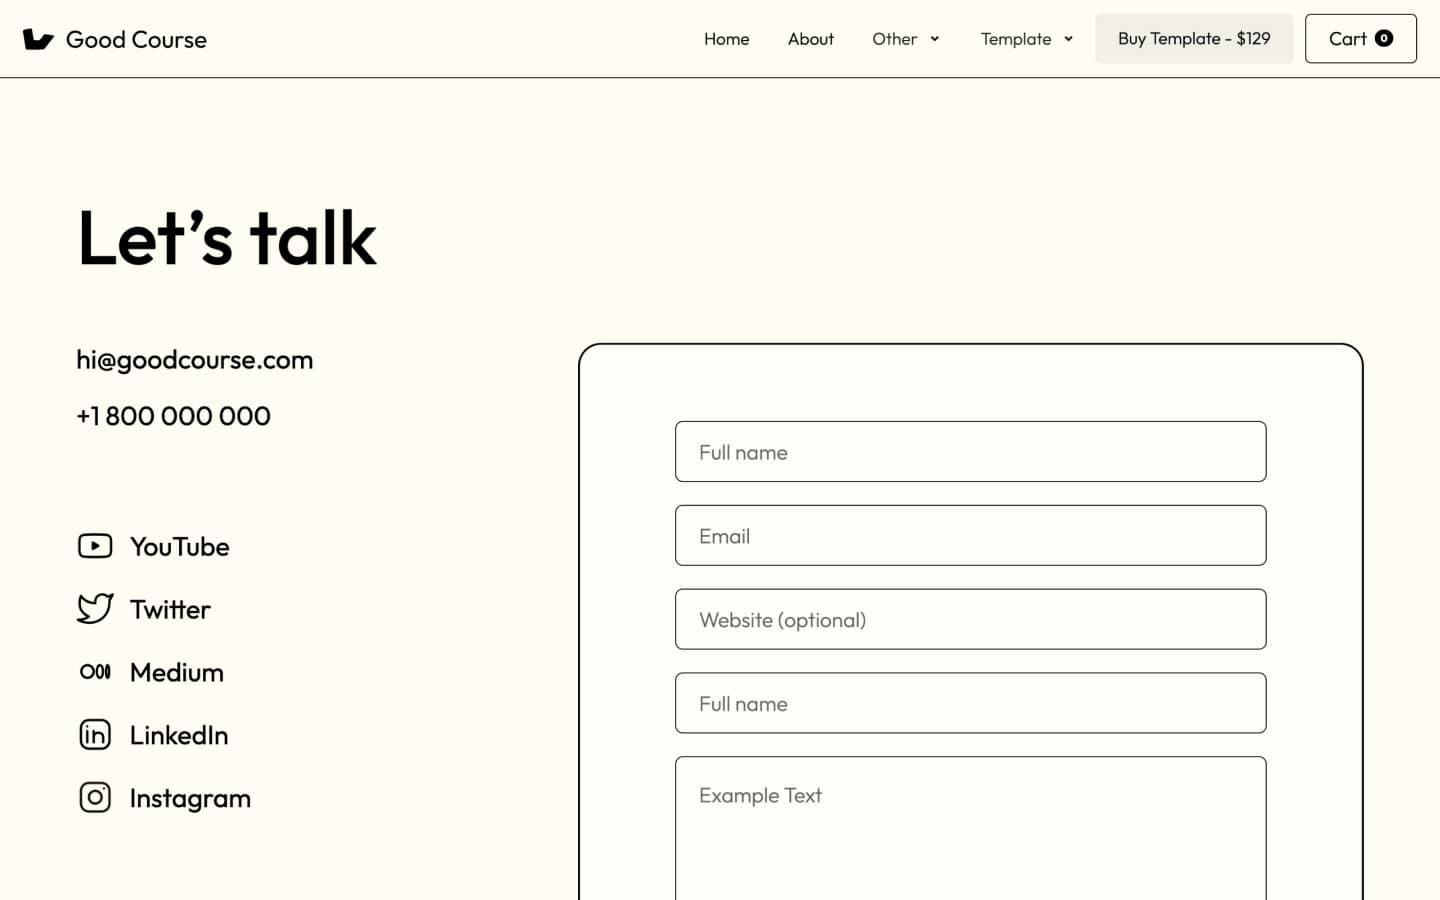 Good Course
Home
About
Other
Template
Buy Template - $129
Cart 0
Let’s talk
hi@goodcourse.com
+1 800 000 000
YouTube
Twitter
Medium
LinkedIn
Instagram
Full name
Email
Website (optional)
Full name
Example Text